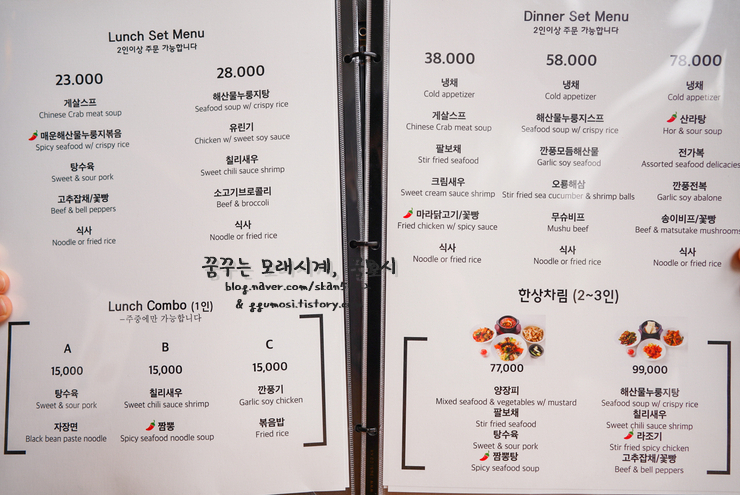 Lunch Set Menu
2인이상 주문 가능합니다
23.000
게살스프
Chinese Crab meat soup
매운해산물누룽지볶음
Spicy seafood w/ crispy rice
탕수육
Sweet & sour pork
고추잡채/꽃빵
Beef & bell peppers
식사
Noodle or fried rice
28.000
해산물누룽지탕
Seafood soup w/ crispy rice
유린기
Chicken w/ sweet soy sauce
칠리새우
Sweet chili sauce shrimp
소고기브로콜리
Beef & broccoli
식사
Noodle or fried rice
Lunch Combo (1인)
-주중에만 가능합니다
A
15,000
탕수육
Sweet & sour pork
자장면
Black bean paste noodle
B
15,000
칠리새우
Sweet chili sauce shrimp
짬뽕
Spicy seafood noodle soup
C
15,000
깐풍기
Garlic soy chicken
볶음밥
Fried rice
꿈꾸는 모래시계,
blog.naver.com/skan5
& ggumosi.tistory.c
Dinner Set Menu
2인이상 주문 가능합니다
38.000
냉채
Cold appetizer
게살스프
Chinese Crab meat soup
팔보채
Stir fried seafood
크림새우
Sweet cream sauce shrimp
마라닭고기/꽃빵
Fried chicken w/ spicy sauce
식사
Noodle or fried rice
58.000
냉채
Cold appetizer
해산물누룽지스프
Seafood soup w/ crispy rice
깐풍모듬해산물
Garlic soy seafood
오룡해삼
Stir fried sea cucumber & shrimp balls
무슈비프
Mushu beef
식사
Noodle or fried rice
78.000
냉채
Cold appetizer
산라탕
Hor & sour soup
전가복
Assorted seafood delicacies
깐풍전복
Garlic soy abalone
송이비프/꽃빵
Beef & matsutake mushrooms
식사
Noodle or fried rice
한상차림 (2~3인)
77,000
양장피
Mixed seafood & vegetables w/ mustard
팔보채
Stir fried seafood
탕수육
Sweet & sour pork
짬뽕탕
Spicy seafood soup
99,000
해산물누룽지탕
Seafood soup w/ crispy rice
칠리새우
Sweet chili sauce shrimp
라조기
Stir fried spicy chicken
고추잡채/꽃빵
Beef & bell peppers